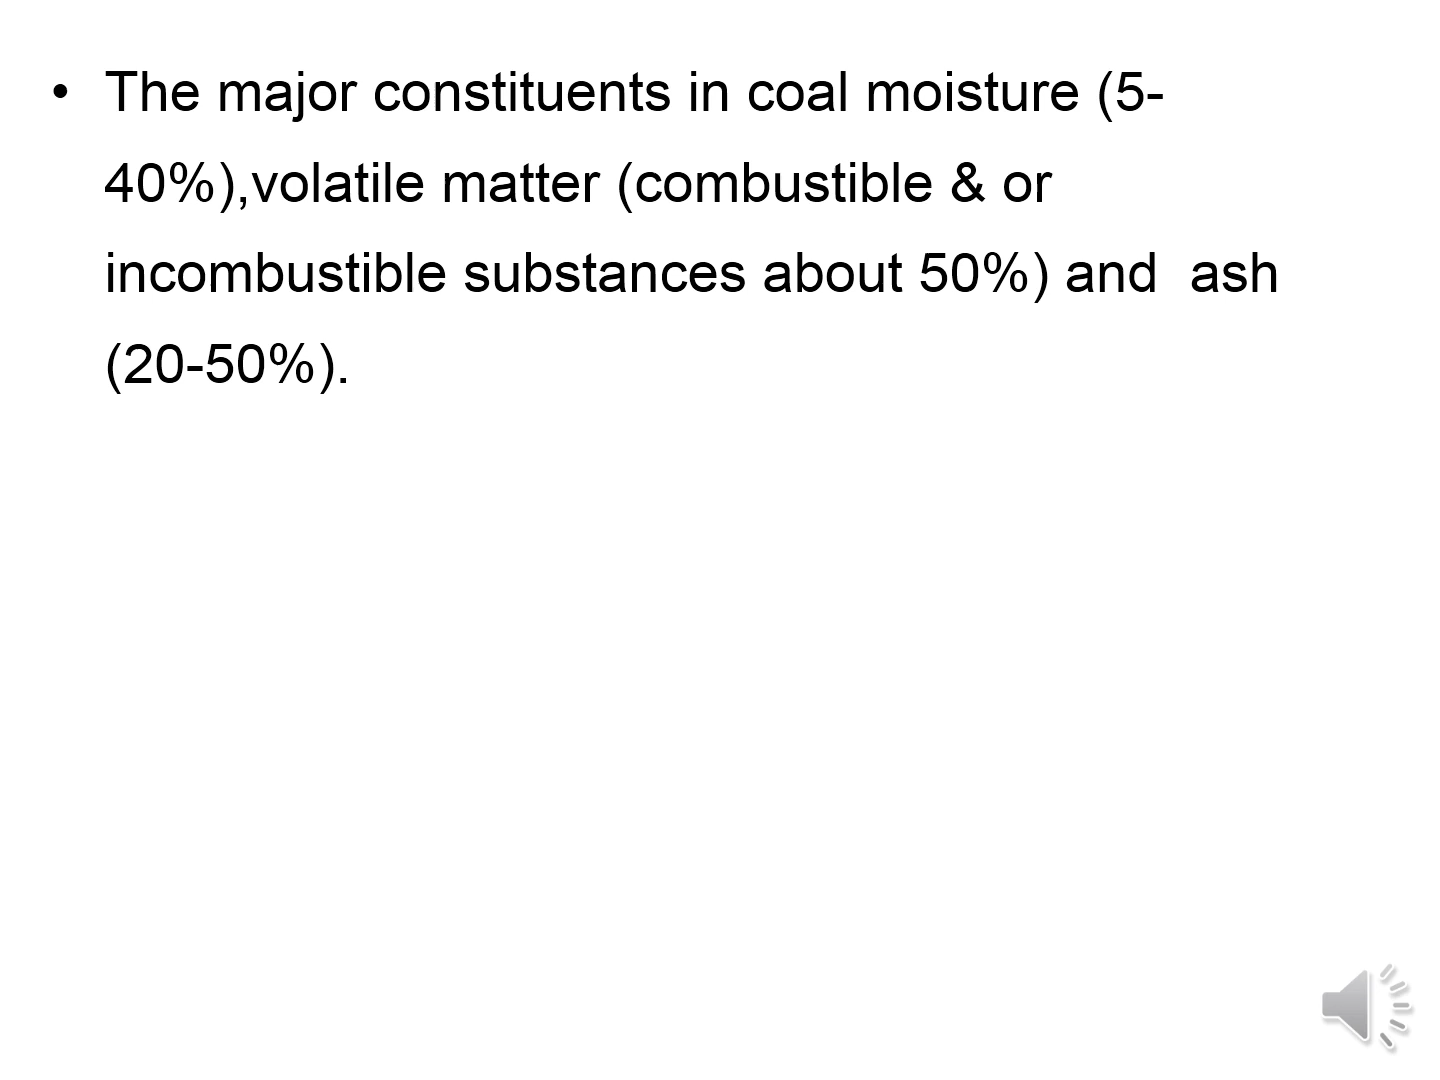 • The major constituents in coal moisture (5-
40%),volatile matter (combustible & or
incombustible substances about 50%) and  ash
(20-50%).